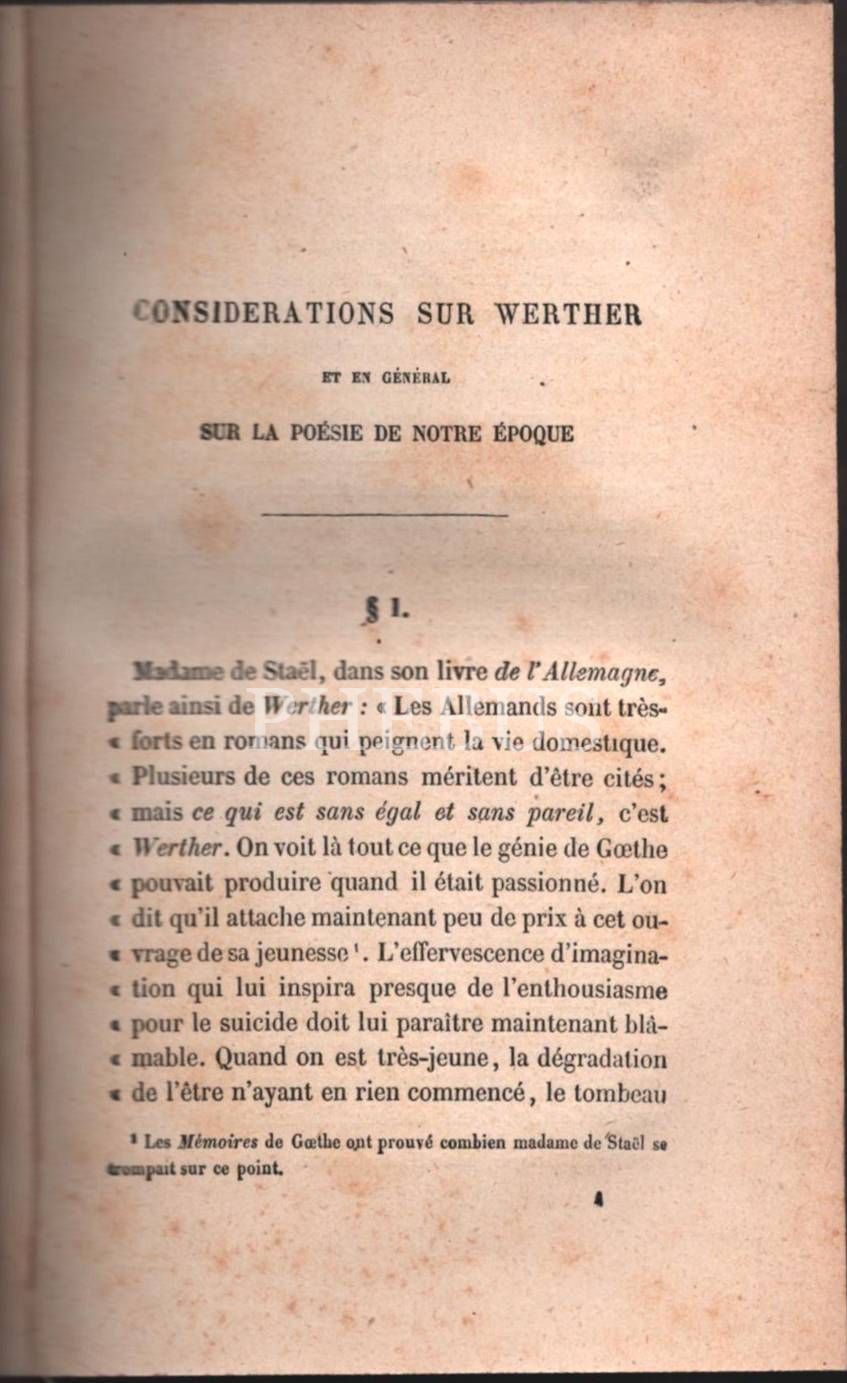 CONSIDERATIONS SUR WERTHER
ET EN GÉNÉRAL
SUR LA POÉSIE DE NOTRE ÉPOQUE
§ I.
Madame de Staël, dans son livre de l'Allemagne,
parle ainsi de Werther : « Les Allemands sont très-
« forts en romans qui peignent la vie domestique.
« Plusieurs de ces romans méritent d'être cités ;
« mais ce qui est sans égal et sans pareil, c'est
« Werther. On voit là tout ce que le génie de Gœthe
« pouvait produire quand il était passionné. L'on
« dit qu'il attache maintenant peu de prix à cet ou-
« vrage de sa jeunesse ¹. L'effervescence d'imagina-
« tion qui lui inspira presque de l'enthousiasme
« pour le suicide doit lui paraître maintenant blâ-
« mable. Quand on est très-jeune, la dégradation
« de l'être n'ayant en rien commencé, le tombeau
¹ Les Mémoires de Gœthe ont prouvé combien madame de Staël se
trompait sur ce point.